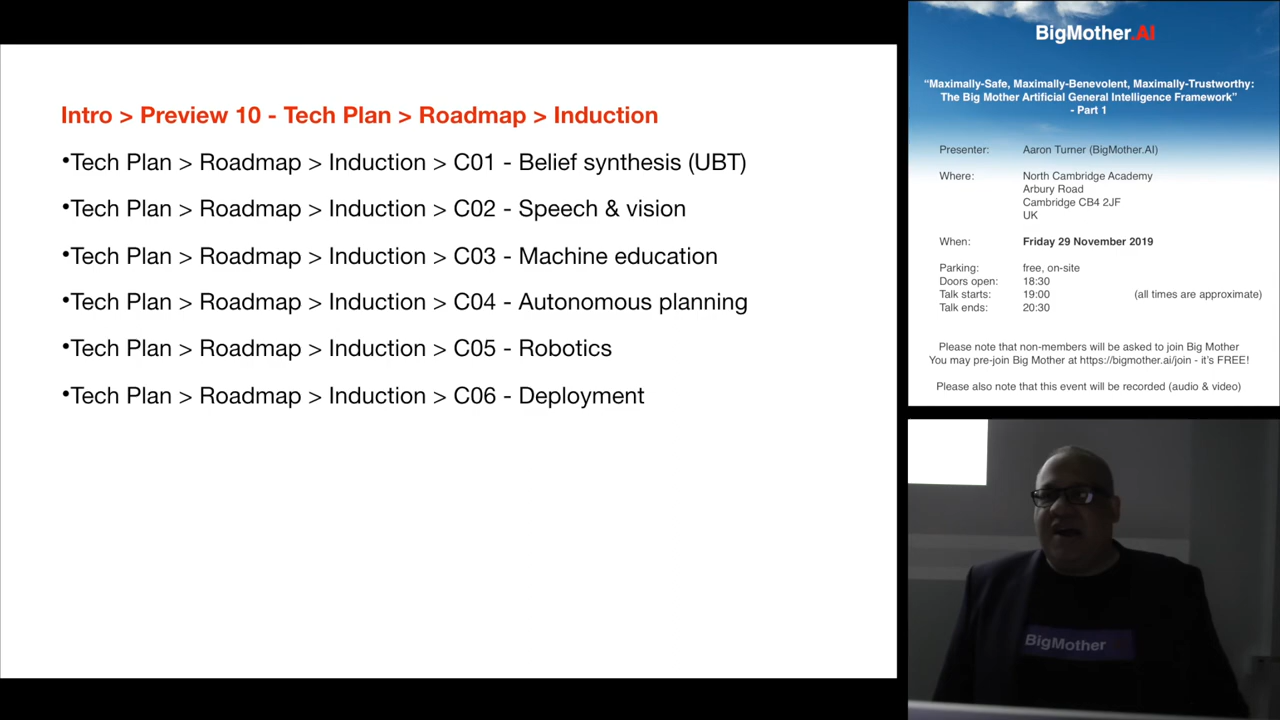 Intro > Preview 10 - Tech Plan > Roadmap > Induction
•Tech Plan > Roadmap > Induction > C01 - Belief synthesis (UBT)
•Tech Plan > Roadmap > Induction > C02 - Speech & vision
•Tech Plan > Roadmap > Induction > C03 - Machine education
•Tech Plan > Roadmap > Induction > C04 - Autonomous planning
•Tech Plan > Roadmap > Induction > C05 - Robotics
•Tech Plan > Roadmap > Induction > C06 - Deployment
BigMother.AI
“Maximally-Safe, Maximally-Benevolent, Maximally-Trustworthy:
The Big Mother Artificial General Intelligence Framework”
- Part 1
Presenter: Aaron Turner (BigMother.AI)
Where: North Cambridge Academy
Arbury Road
Cambridge CB4 2JF
UK
When: Friday 29 November 2019
Parking: free, on-site
Doors open: 18:30
Talk starts: 19:00 (all times are approximate)
Talk ends: 20:30
Please note that non-members will be asked to join Big Mother
You may pre-join Big Mother at https://bigmother.ai/join - it’s FREE!
Please also note that this event will be recorded (audio & video)
BigMother